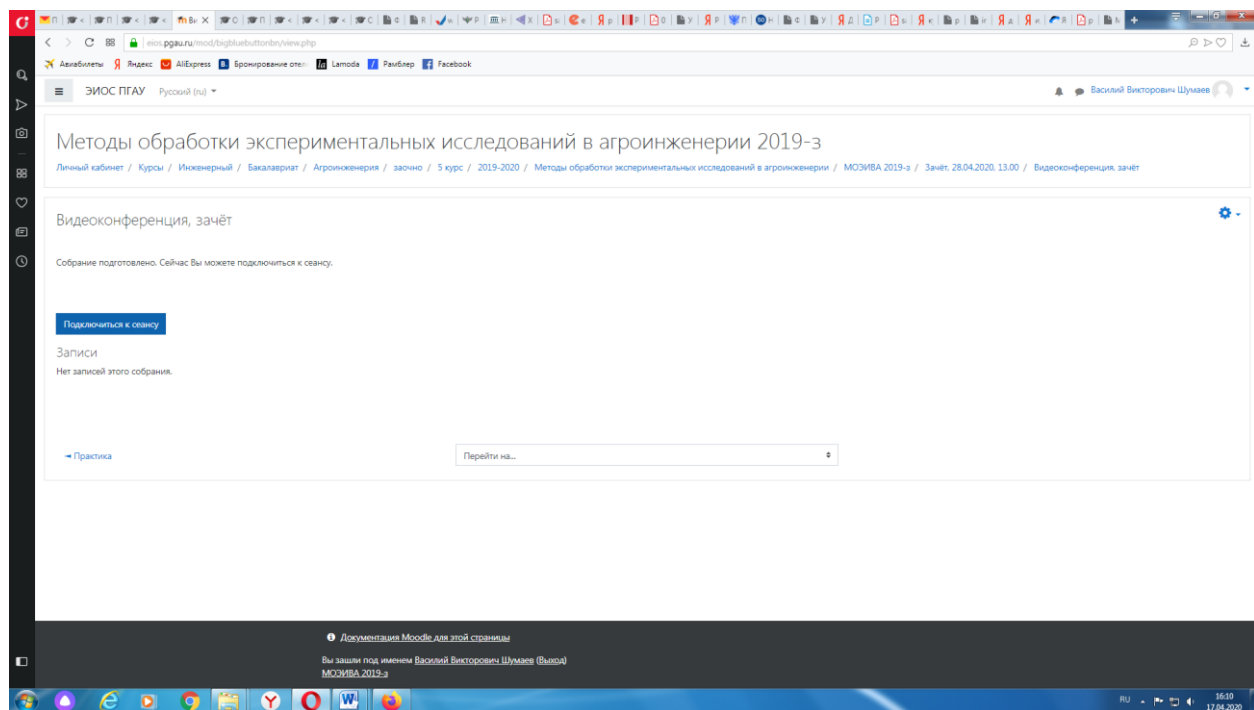 eios.pgau.ru/mod/bigbluebuttonbn/view.php
Авиабилеты Яндекс AliExpress Бронирование отел Lamoda Рамблер Facebook
ЭИОС ПГАУ Русский (ru)
Василий Викторович Шумаев
Методы обработки экспериментальных исследований в агроинженерии 2019-з
Личный кабинет / Курсы / Инженерный / Бакалавриат / Агроинженерия / заочно / 5 курс / 2019-2020 / Методы обработки экспериментальных исследований в агроинженерии / МОЭИВА 2019-з / Зачёт, 28.04.2020, 13.00 / Видеоконференция, зачёт
Видеоконференция, зачёт
Собрание подготовлено. Сейчас Вы можете подключиться к сеансу.
Подключиться к сеансу
Записи
Нет записей этого собрания.
◄ Практика
Перейти на...
Документация Moodle для этой страницы
Вы зашли под именем Василий Викторович Шумаев (Выход)
МОЭИВА 2019-з
RU
16:10
17.04.2020